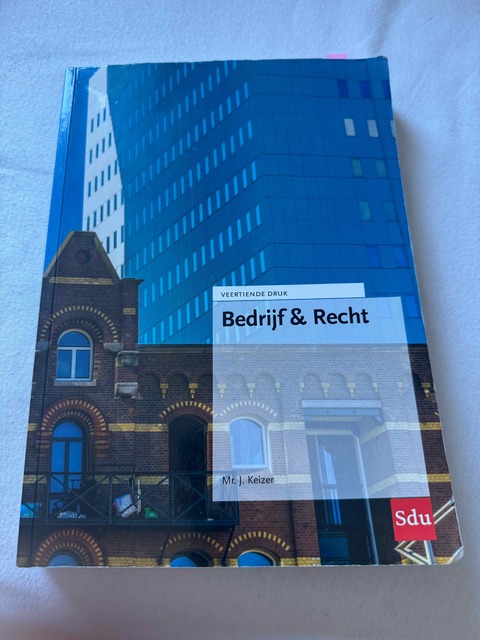 VEERTIENDE DRUK
Bedrijf & Recht
Mr. J. Keizer
Sdu